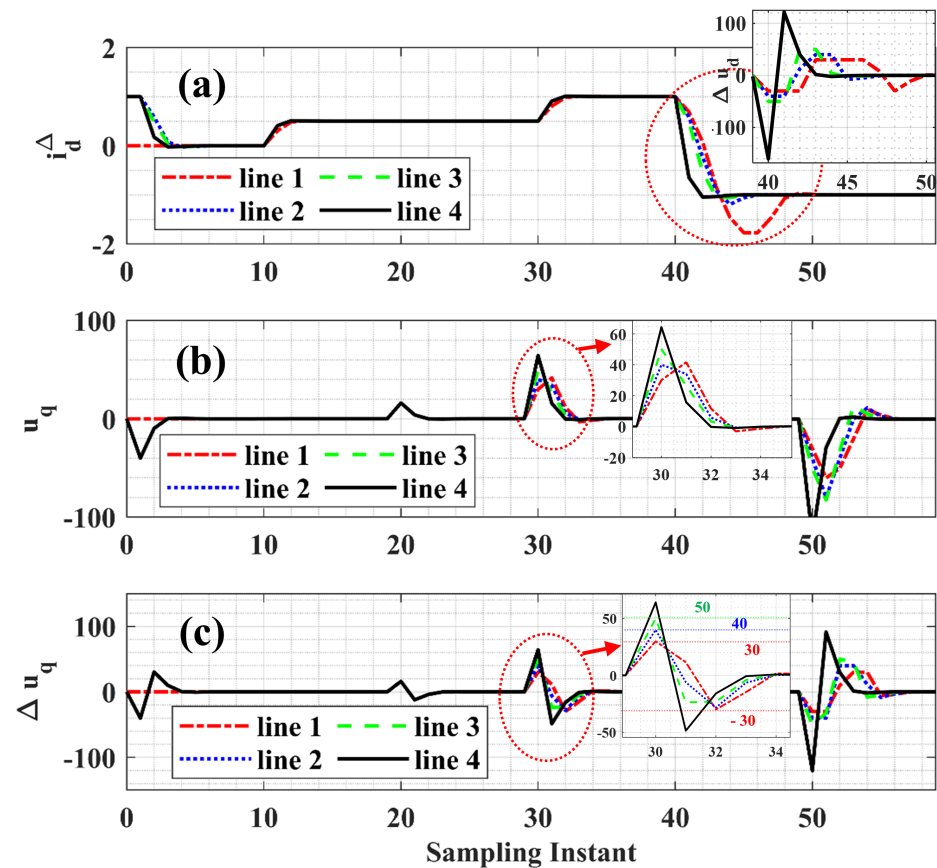 (a)
i_d^Δ
2
0
-2
0 10 20 30 40 50
line 1 line 3
line 2 line 4
Δ u_d
100
0
100
40 45 50
(b)
u_q
100
0
-100
0 10 20 30 40 50
line 1 line 3
line 2 line 4
60
40
20
0
-20
30 32 34
(c)
Δ u_q
100
0
-100
0 10 20 30 40 50
line 1 line 3
line 2 line 4
50
0
-50
30 32 34
50
40
30
- 30
Sampling Instant